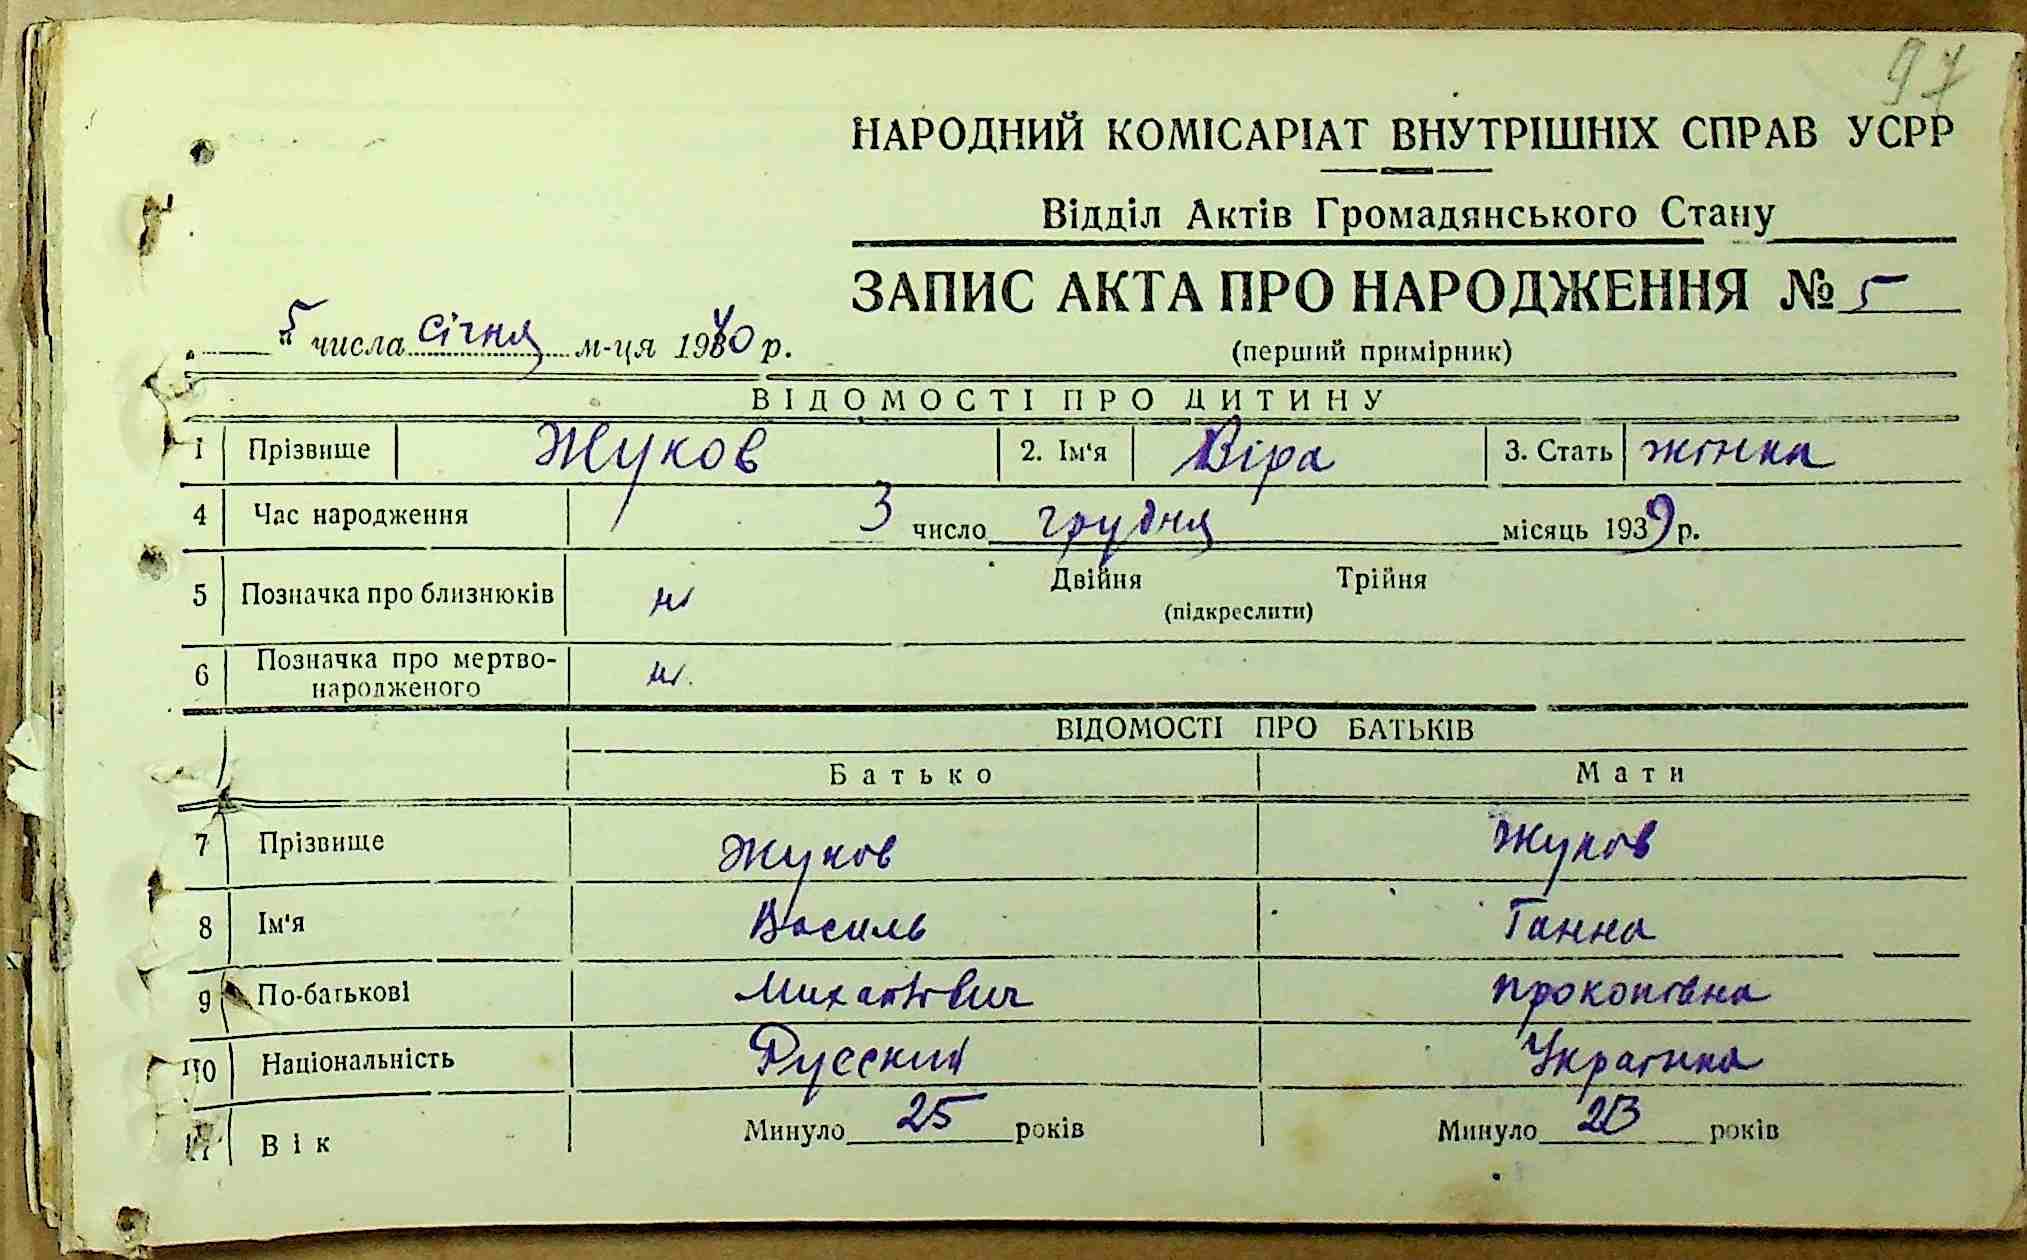 97
НАРОДНИЙ КОМІСАРІАТ ВНУТРІШНІХ СПРАВ УСРР
Відділ Актів Громадянського Стану
ЗАПИС АКТА ПРО НАРОДЖЕННЯ № 5
„5“ числа січня м-ця 1940 р.
(перший примірник)
ВІДОМОСТІ ПРО ДИТИНУ
1 Прізвище Жуков 2. Ім'я Віра 3. Стать жінка
4 Час народження 3 число грудня місяць 1939 р.
5 Позначка про близнюків Двійня Трійня
(підкреслити)
6 Позначка про мертво-
народженого
ВІДОМОСТІ ПРО БАТЬКІВ
Батько Мати
7 Прізвище Жуков Жуков
8 Ім'я Василь Ганна
9 По-батькові Михайлович Прокопівна
10 Національність Русский Українка
11 Вік Минуло 25 років Минуло років